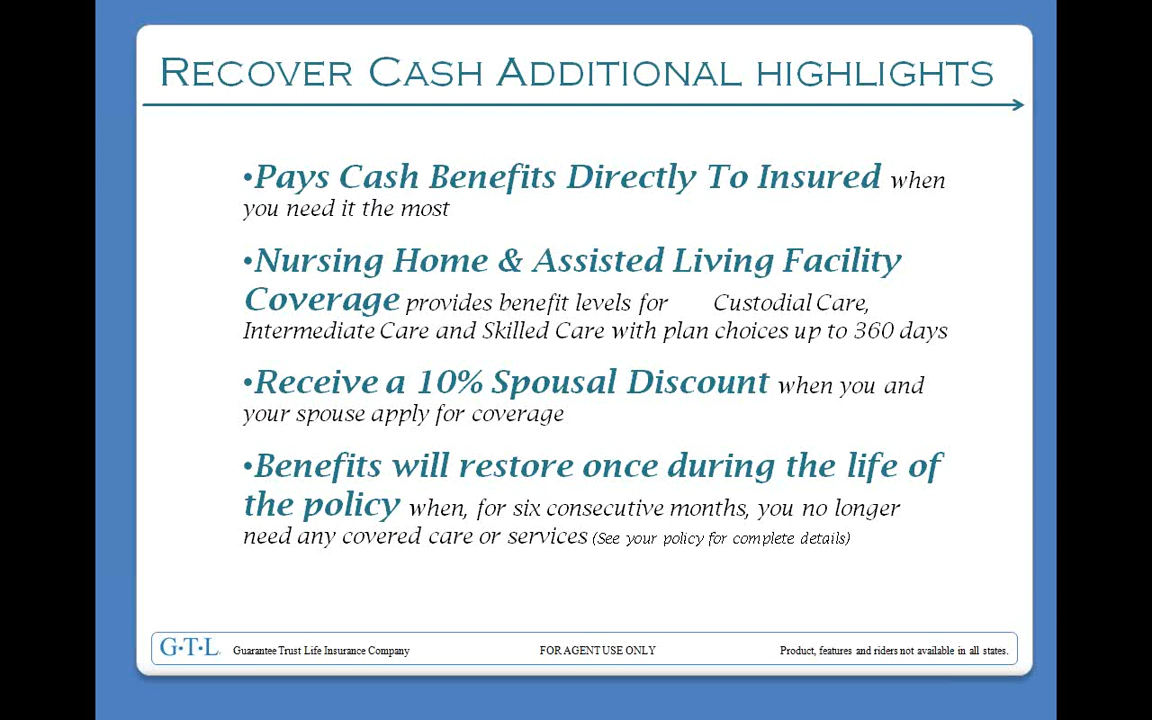 RECOVER CASH ADDITIONAL HIGHLIGHTS
•Pays Cash Benefits Directly To Insured when
you need it the most
•Nursing Home & Assisted Living Facility
Coverage provides benefit levels for Custodial Care,
Intermediate Care and Skilled Care with plan choices up to 360 days
•Receive a 10% Spousal Discount when you and
your spouse apply for coverage
•Benefits will restore once during the life of
the policy when, for six consecutive months, you no longer
need any covered care or services (See your policy for complete details)
G·T·L Guarantee Trust Life Insurance Company FOR AGENT USE ONLY Product, features and riders not available in all states.